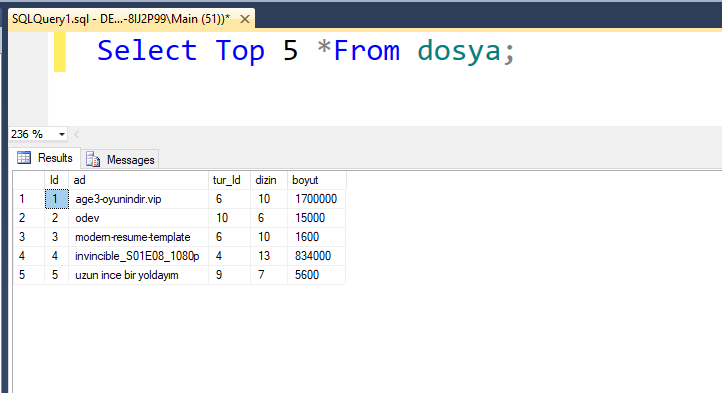 SQLQuery1.sql - DE...-8IJ2P99\Main (51))*
Select Top 5 *From dosya;
236 %
Results Messages
Id ad tur_Id dizin boyut
1 1 age3-oyunindir.vip 6 10 1700000
2 2 odev 10 6 15000
3 3 modern-resume-template 6 10 1600
4 4 invincible_S01E08_1080p 4 13 834000
5 5 uzun ince bir yoldayım 9 7 5600